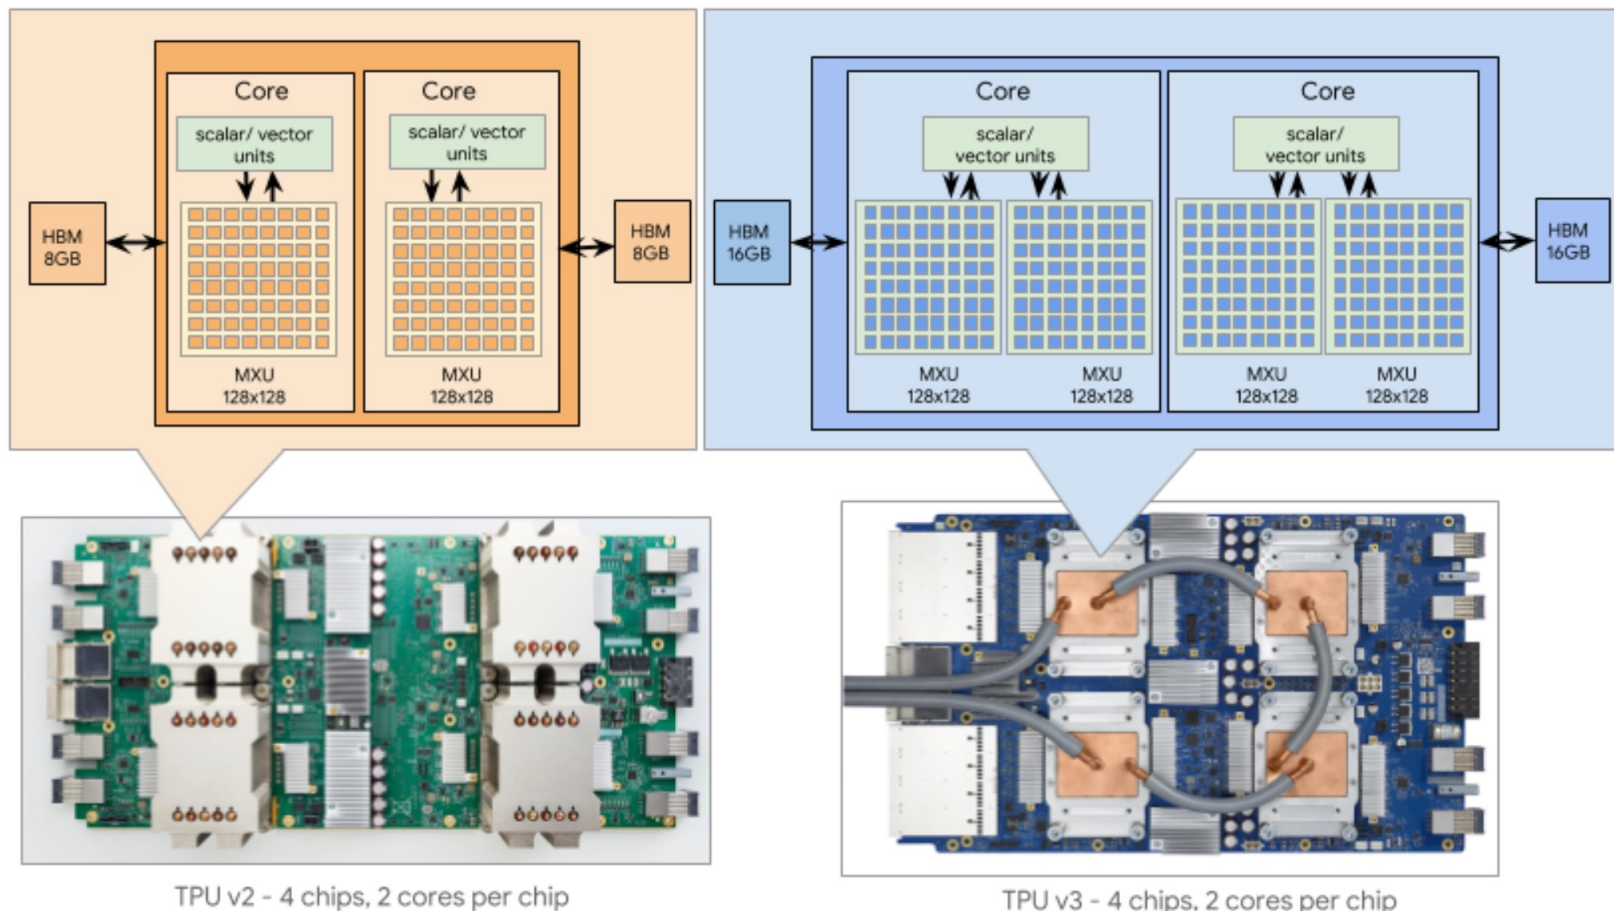 Core
scalar/ vector
units
MXU
128x128
Core
scalar/ vector
units
MXU
128x128
HBM
8GB
HBM
8GB
Core
scalar/
vector units
MXU
128x128
MXU
128x128
Core
scalar/
vector units
MXU
128x128
MXU
128x128
HBM
16GB
HBM
16GB
TPU v2 - 4 chips, 2 cores per chip
TPU v3 - 4 chips, 2 cores per chip